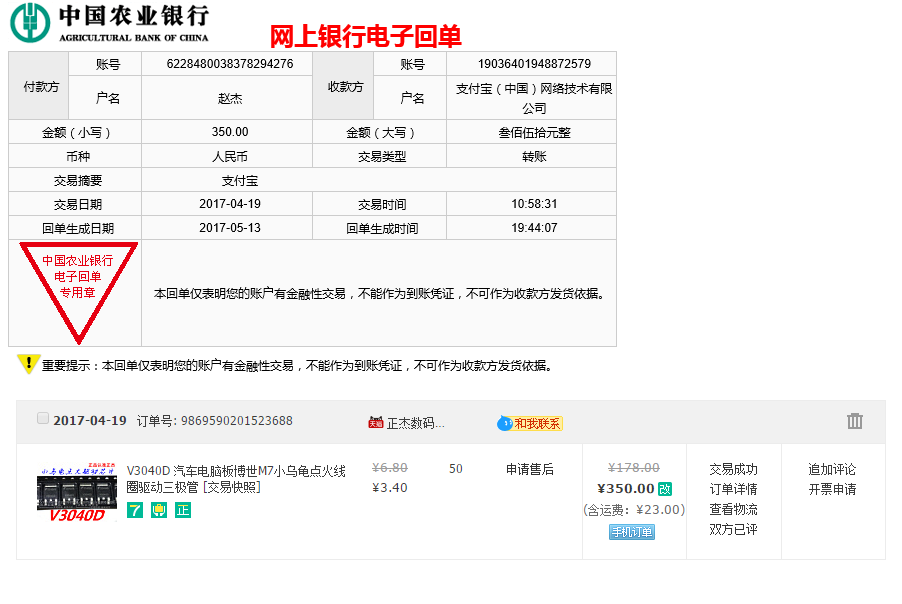 中国农业银行
AGRICULTURAL BANK OF CHINA
网上银行电子回单
付款方 账号 6228480038378294276 收款方 账号 19036401948872579
户名 赵杰 户名 支付宝（中国）网络技术有限
公司
金额（小写） 350.00 金额（大写） 叁佰伍拾元整
币种 人民币 交易类型 转账
交易摘要 支付宝
交易日期 2017-04-19 交易时间 10:58:31
回单生成日期 2017-05-13 回单生成时间 19:44:07
中国农业银行
电子回单
专用章
本回单仅表明您的账户有金融性交易，不能作为到账凭证，不可作为收款方发货依据。
重要提示：本回单仅表明您的账户有金融性交易，不能作为到账凭证，不可作为收款方发货依据。
2017-04-19 订单号: 9869590201523688 天猫 正杰数码... 和我联系
V3040D
V3040D 汽车电脑板博世M7小乌龟点火线
圈驱动三极管 [交易快照]
7 正
¥6.80
¥3.40
50
申请售后
¥178.00
¥350.00 改
(含运费: ¥23.00)
手机订单
交易成功
订单详情
查看物流
双方已评
追加评论
开票申请